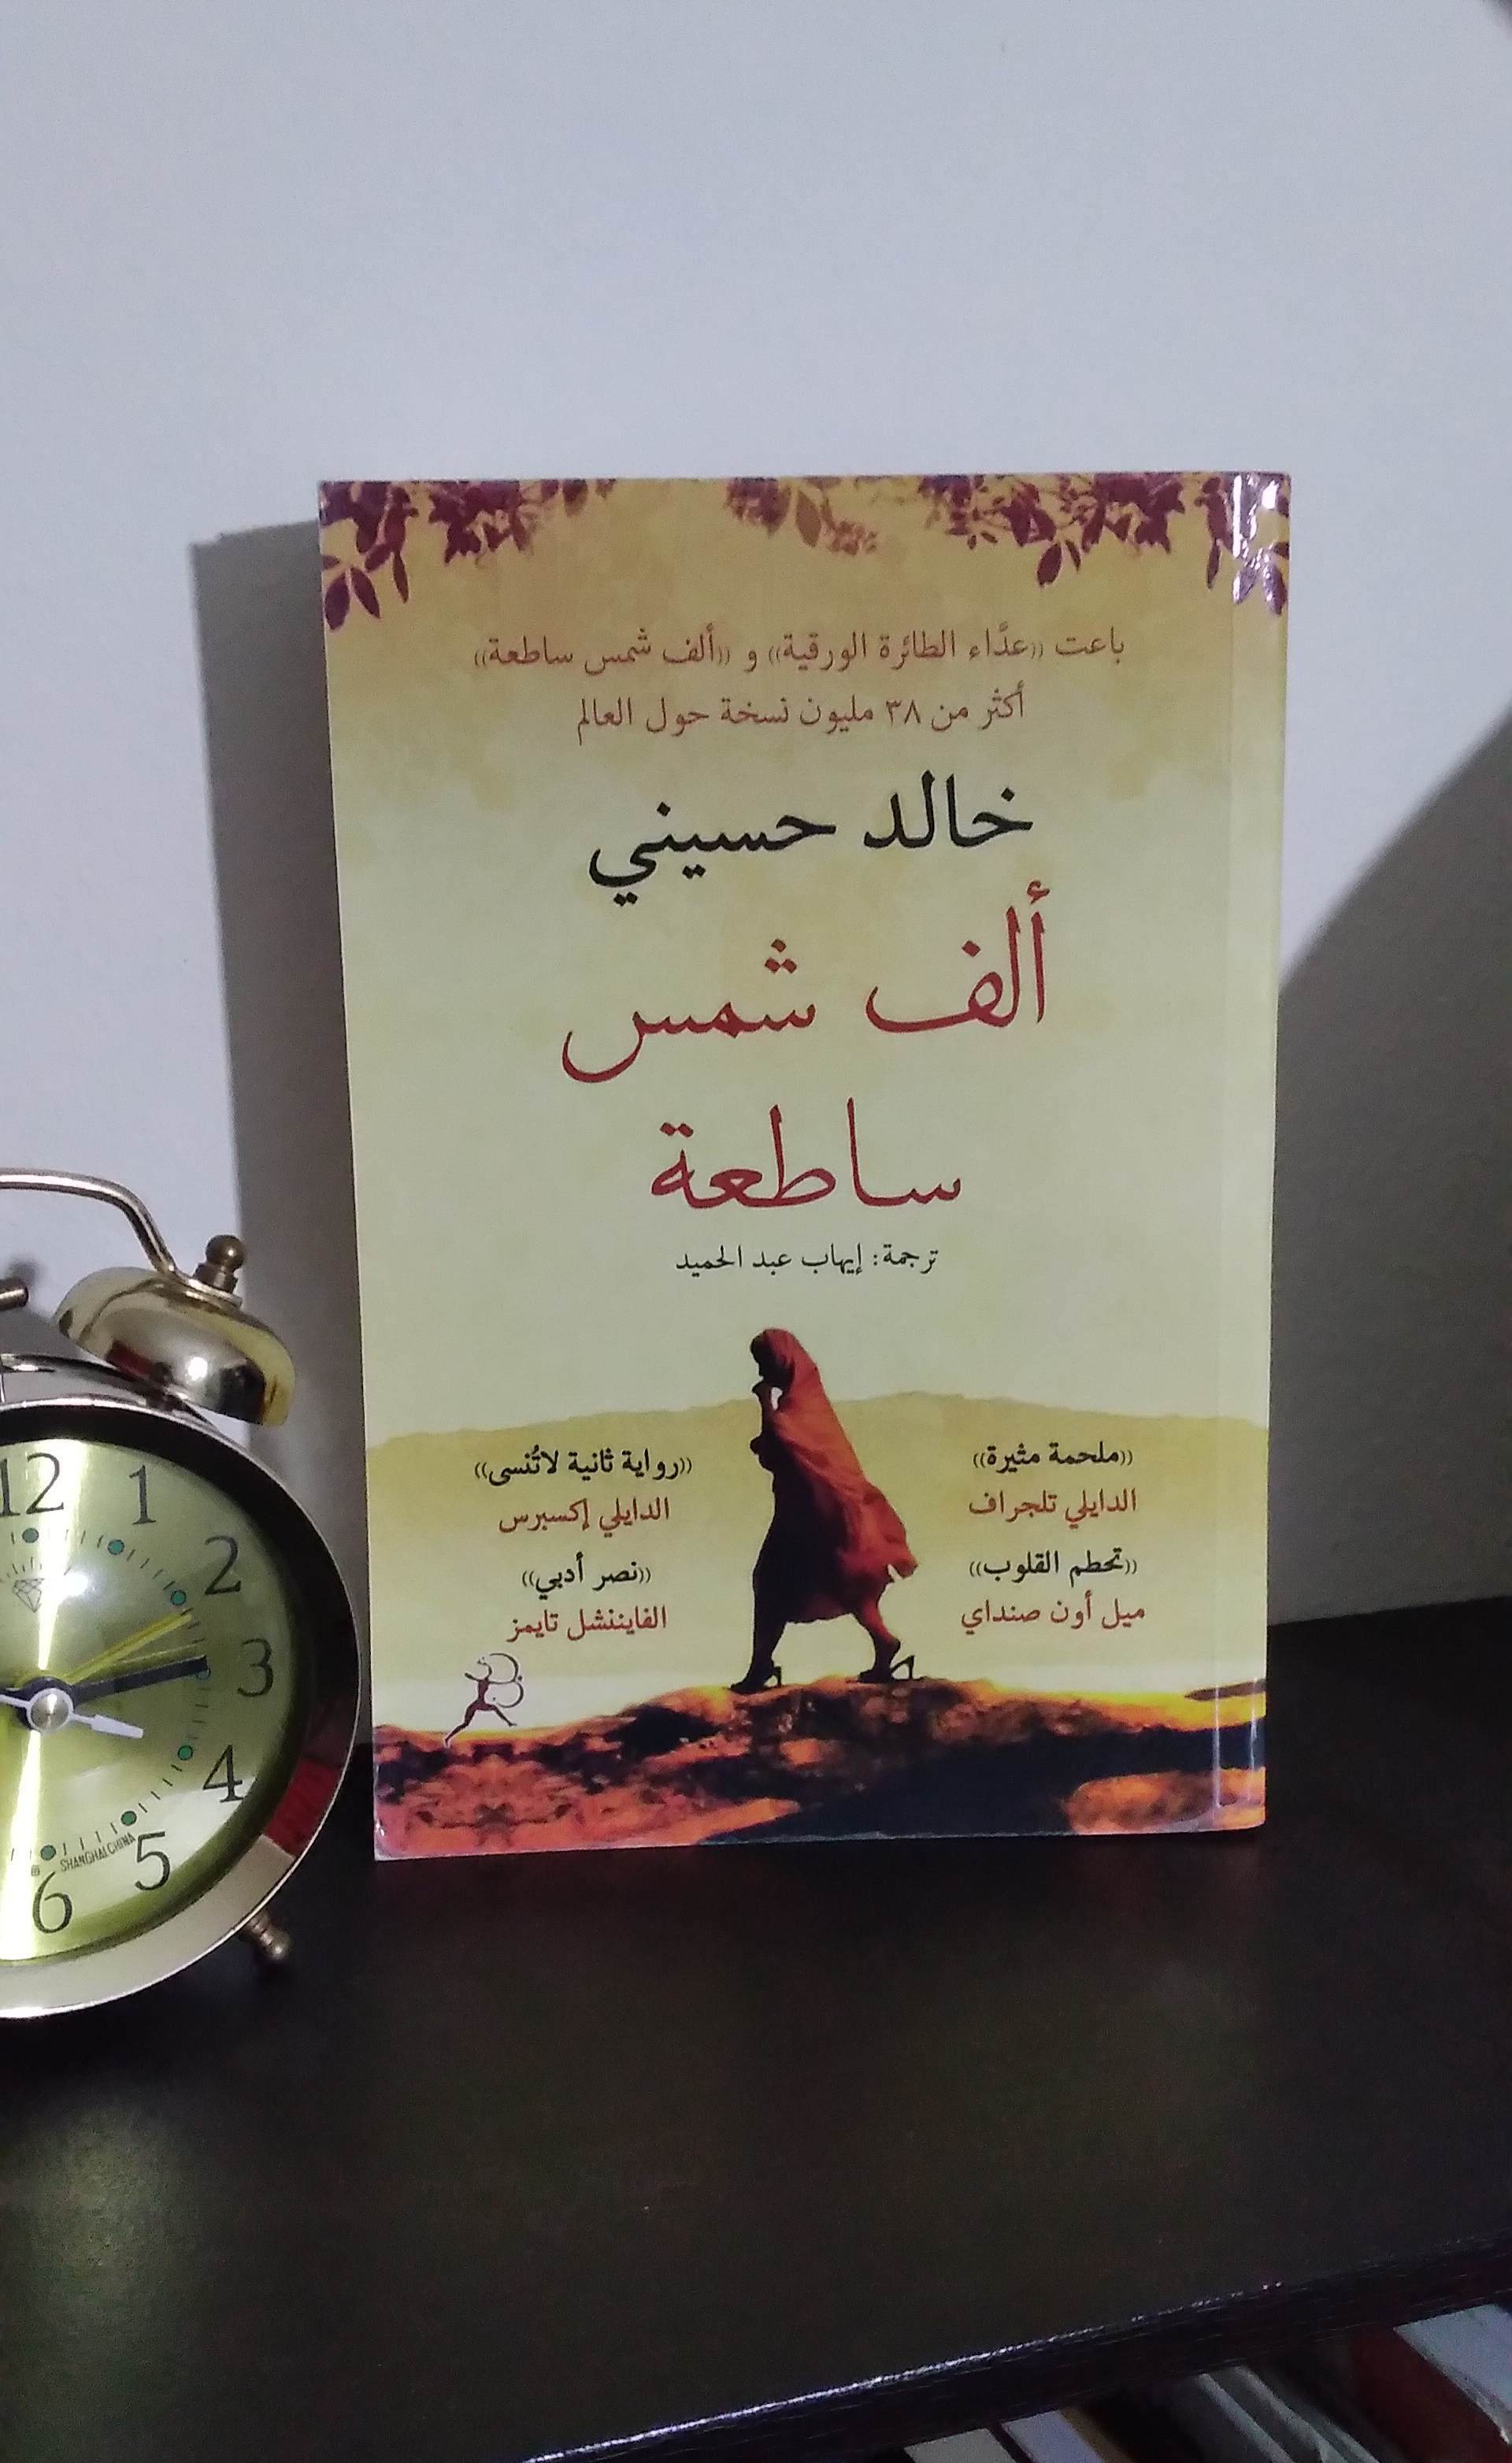 باعت ((عدَّاء الطائرة الورقية)) و ((ألف شمس ساطعة))
أكثر من ٣٨ مليون نسخة حول العالم
خالد حسيني
ألف شمس
ساطعة
ترجمة: إيهاب عبد الحميد
((ملحمة مثيرة))
الدايلي تلجراف
((تحطم القلوب))
ميل أون صنداي
((رواية ثانية لا تُنسى))
الدايلي إكسبرس
((نصر أدبي))
الفايننشل تايمز
12
1
2
3
4
5
6
SHANGHAI CHINA